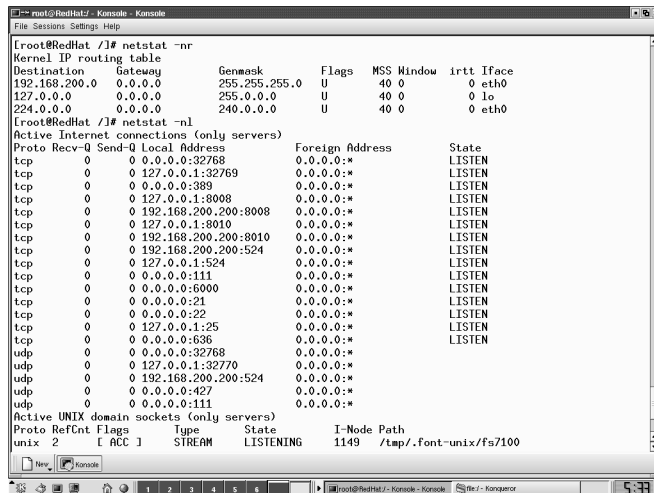 root@RedHat:/ - Konsole - Konsole
File Sessions Settings Help
[root@RedHat /]# netstat -nr
Kernel IP routing table
Destination Gateway Genmask Flags MSS Window irtt Iface
192.168.200.0 0.0.0.0 255.255.255.0 U 40 0 0 eth0
127.0.0.0 0.0.0.0 255.0.0.0 U 40 0 0 lo
224.0.0.0 0.0.0.0 240.0.0.0 U 40 0 0 eth0
[root@RedHat /]# netstat -nl
Active Internet connections (only servers)
Proto Recv-Q Send-Q Local Address Foreign Address State
tcp 0 0 0.0.0.0:32768 0.0.0.0:* LISTEN
tcp 0 0 127.0.0.1:32769 0.0.0.0:* LISTEN
tcp 0 0 0.0.0.0:389 0.0.0.0:* LISTEN
tcp 0 0 127.0.0.1:8008 0.0.0.0:* LISTEN
tcp 0 0 192.168.200.200:8008 0.0.0.0:* LISTEN
tcp 0 0 127.0.0.1:8010 0.0.0.0:* LISTEN
tcp 0 0 192.168.200.200:8010 0.0.0.0:* LISTEN
tcp 0 0 192.168.200.200:524 0.0.0.0:* LISTEN
tcp 0 0 127.0.0.1:524 0.0.0.0:* LISTEN
tcp 0 0 0.0.0.0:111 0.0.0.0:* LISTEN
tcp 0 0 0.0.0.0:6000 0.0.0.0:* LISTEN
tcp 0 0 0.0.0.0:21 0.0.0.0:* LISTEN
tcp 0 0 0.0.0.0:22 0.0.0.0:* LISTEN
tcp 0 0 127.0.0.1:25 0.0.0.0:* LISTEN
tcp 0 0 0.0.0.0:636 0.0.0.0:* LISTEN
udp 0 0 0.0.0.0:32768 0.0.0.0:*
udp 0 0 127.0.0.1:32770 0.0.0.0:*
udp 0 0 192.168.200.200:524 0.0.0.0:*
udp 0 0 0.0.0.0:427 0.0.0.0:*
udp 0 0 0.0.0.0:111 0.0.0.0:*
Active UNIX domain sockets (only servers)
Proto RefCnt Flags Type State I-Node Path
unix 2 [ ACC ] STREAM LISTENING 1149 /tmp/.font-unix/fs7100
New Konsole
1 2 3 4 5 6 root@RedHat:/ - Konsole - Konsole file:/ - Konqueror